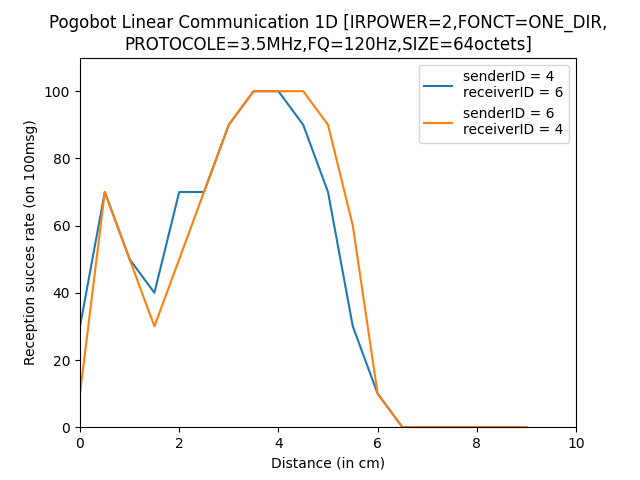 Pogobot Linear Communication 1D [IRPOWER=2,FONCT=ONE_DIR,
PROTOCOLE=3.5MHz,FQ=120Hz,SIZE=64octets]
senderID = 4
receiverID = 6
senderID = 6
receiverID = 4
Reception succes rate (on 100msg)
100
80
60
40
20
0
0 2 4 6 8 10
Distance (in cm)